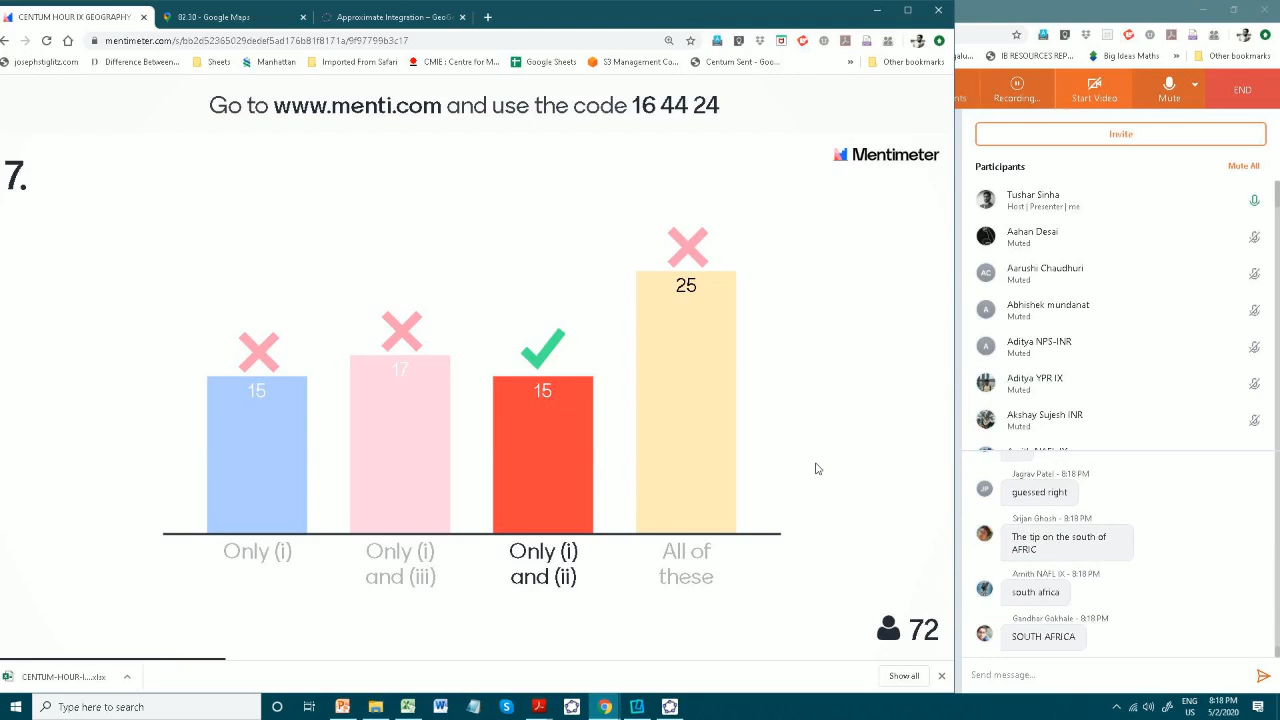 CENTUM HOUR IX GEOGRAPHY
82.30 - Google Maps
Approximate Integration – GeoG
mentimeter.com/s/bb2d52365029dedef5ad176b81f8171a/9f97799b3c17
josephstiglitz.com
Difference Between...
Sheets
Manhattan
Imported From Safari
CMIE : Centre for M...
Google Sheets
S3 Management Co...
Centum Sent - Goo...
Other bookmarks
IB RESOURCES REP...
Big Ideas Maths
Other bookmarks
Go to www.menti.com and use the code 16 44 24
Mentimeter
7.
15
17
15
25
Only (i)
Only (i)
and (iii)
Only (i)
and (ii)
All of
these
72
Recording...
Start Video
Mute
END
Invite
Participants
Mute All
Tushar Sinha
Host | Presenter | me
Aahan Desai
Muted
AC
Aarushi Chaudhuri
Muted
A
Abhishek mundanat
Muted
A
Aditya NPS-INR
Muted
Aditya YPR IX
Muted
Akshay Sujesh INR
Muted
Jagrav Patel - 8:18 PM
JP
guessed right
Srijan Ghosh - 8:18 PM
The tip on the south of
AFRIC
Amith NAFL IX - 8:18 PM
south africa
Gandhar Gokhale - 8:18 PM
SOUTH AFRICA
Send message...
CENTUM-HOUR-I....xlsx
Show all
Type here to search
ENG
US
8:18 PM
5/2/2020